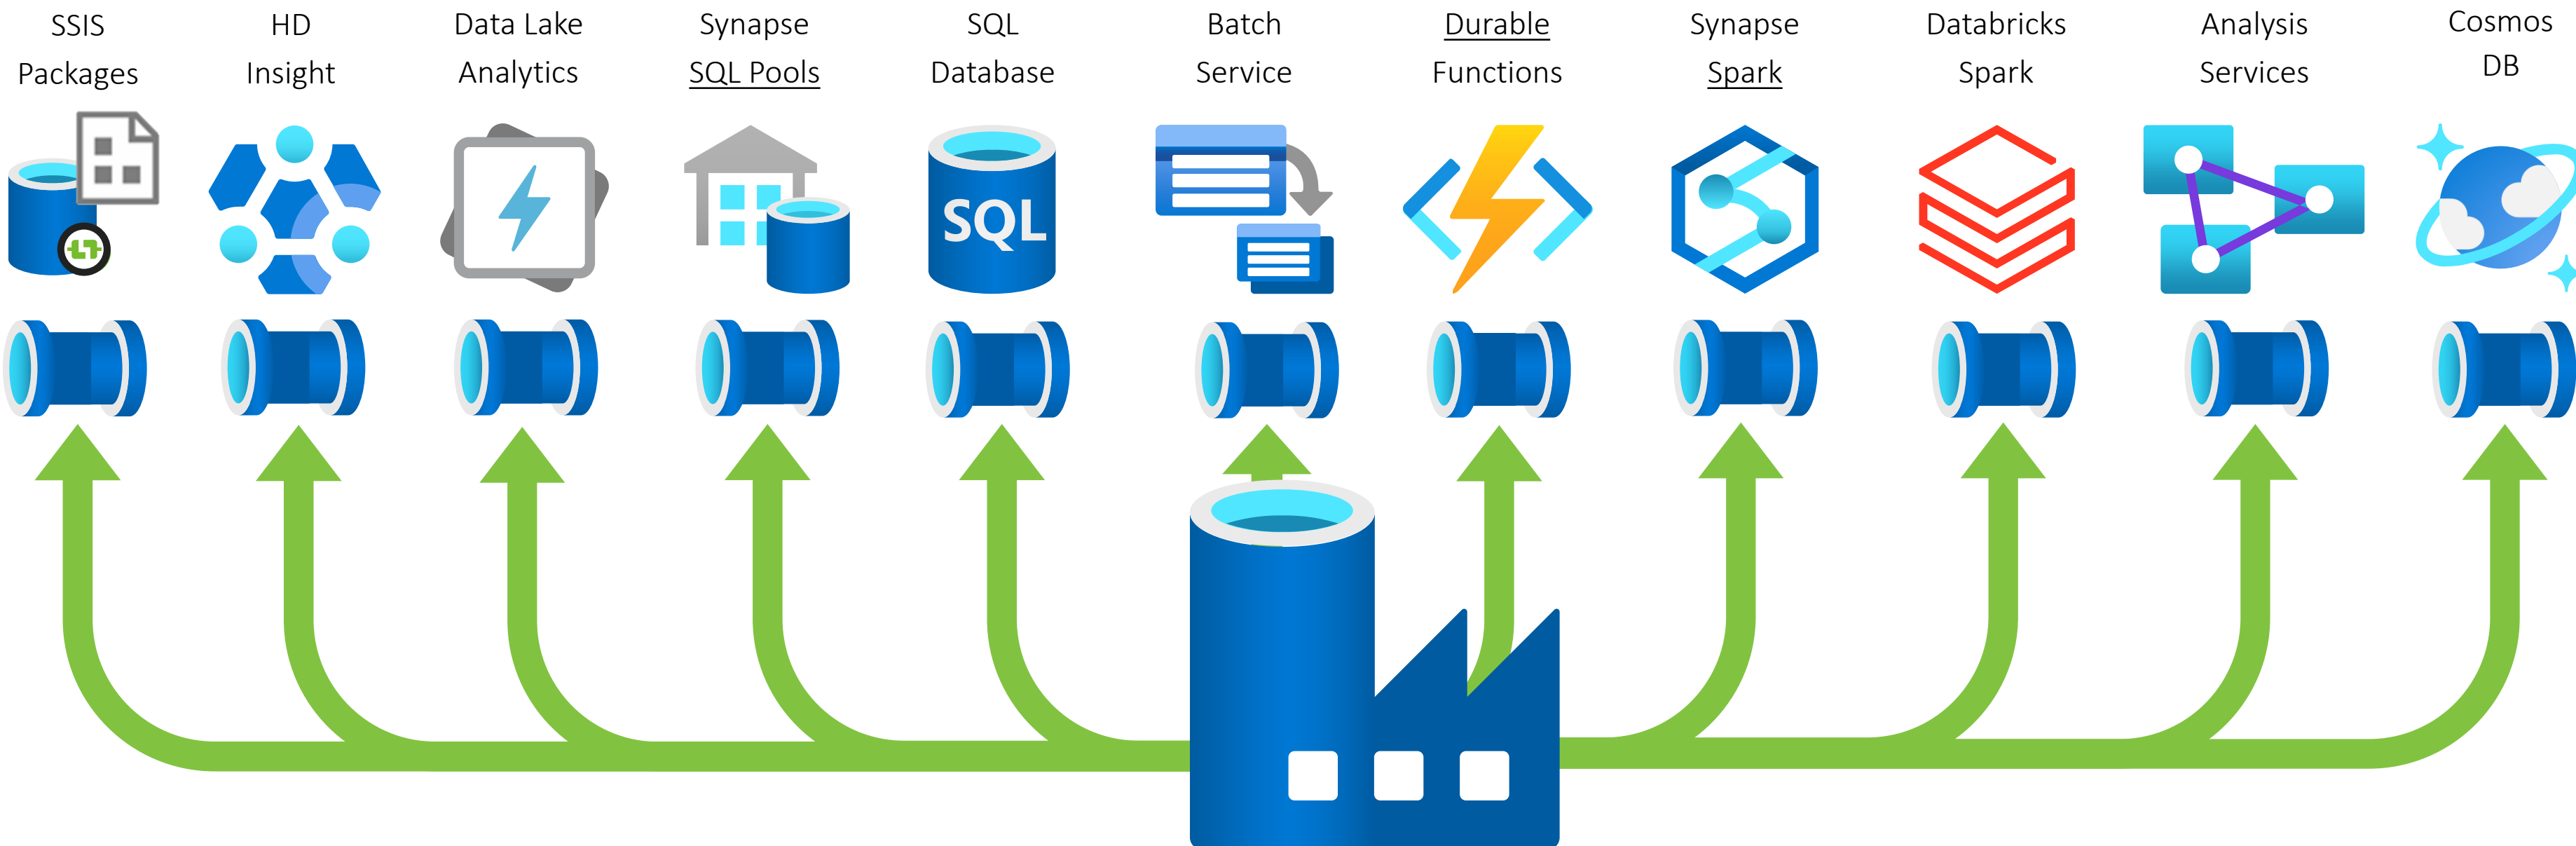 SSIS
Packages
HD
Insight
Data Lake
Analytics
Synapse
SQL Pools
SQL
Database
Batch
Service
Durable
Functions
Synapse
Spark
Databricks
Spark
Analysis
Services
Cosmos
DB
SQL